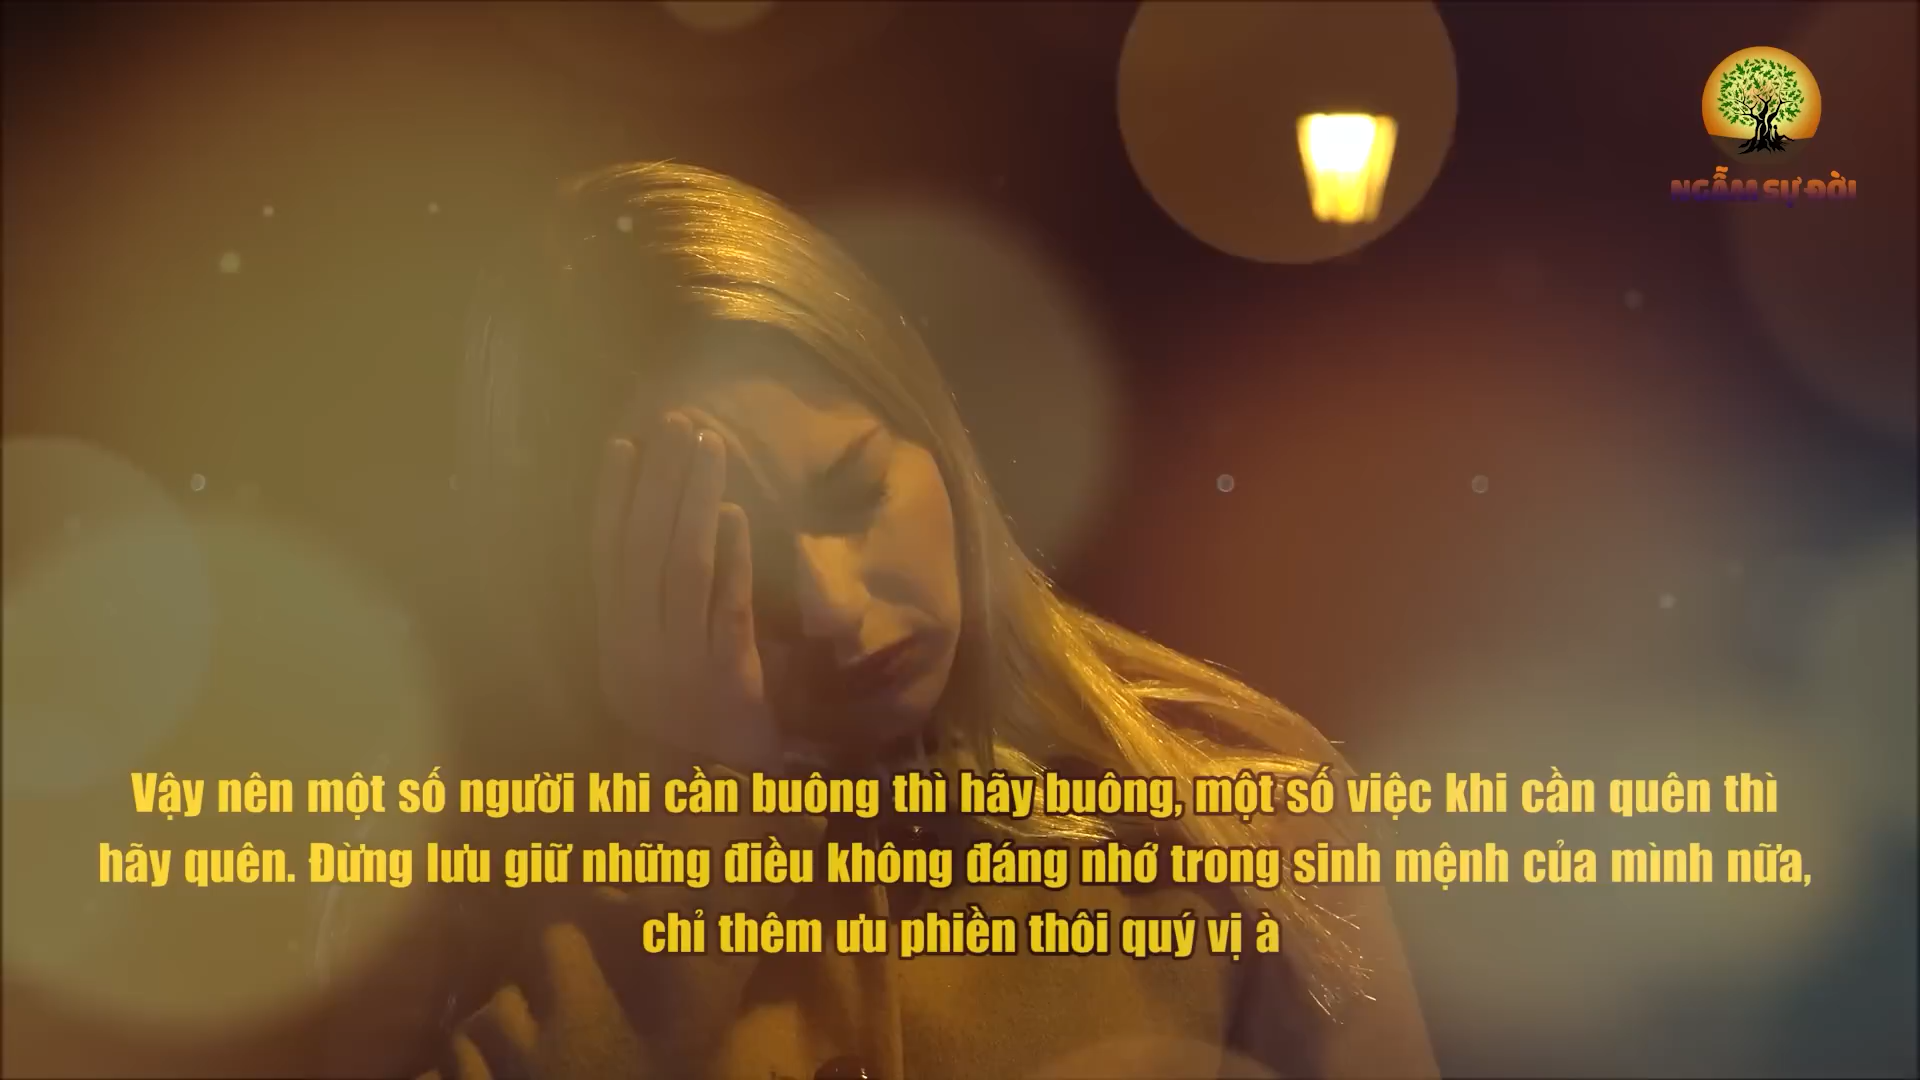 NGẪM SỰ ĐỜI
Vậy nên một số người khi cần buông thì hãy buông, một số việc khi cần quên thì
hãy quên. Đừng lưu giữ những điều không đáng nhớ trong sinh mệnh của mình nữa,
chỉ thêm ưu phiền thôi quý vị à